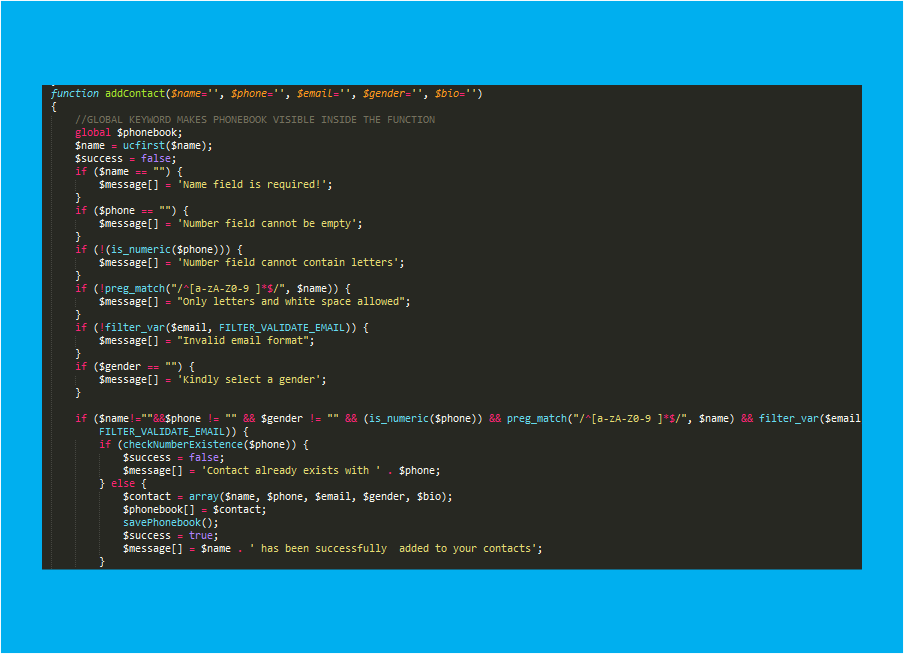 function addContact($name='', $phone='', $email='', $gender='', $bio='')
{
//GLOBAL KEYWORD MAKES PHONEBOOK VISIBLE INSIDE THE FUNCTION
global $phonebook;
$name = ucfirst($name);
$success = false;
if ($name == "") {
$message[] = 'Name field is required!';
}
if ($phone == "") {
$message[] = 'Number field cannot be empty';
}
if (!(is_numeric($phone))) {
$message[] = 'Number field cannot contain letters';
}
if (!preg_match("/^[a-zA-Z0-9 ]*$/", $name)) {
$message[] = "Only letters and white space allowed";
}
if (!filter_var($email, FILTER_VALIDATE_EMAIL)) {
$message[] = "Invalid email format";
}
if ($gender == "") {
$message[] = 'Kindly select a gender';
}
if ($name!=""&&$phone != "" && $gender != "" && (is_numeric($phone)) && preg_match("/^[a-zA-Z0-9 ]*$/", $name) && filter_var($email
FILTER_VALIDATE_EMAIL)) {
if (checkNumberExistence($phone)) {
$success = false;
$message[] = 'Contact already exists with ' . $phone;
} else {
$contact = array($name, $phone, $email, $gender, $bio);
$phonebook[] = $contact;
savePhonebook();
$success = true;
$message[] = $name . ' has been successfully  added to your contacts';
}